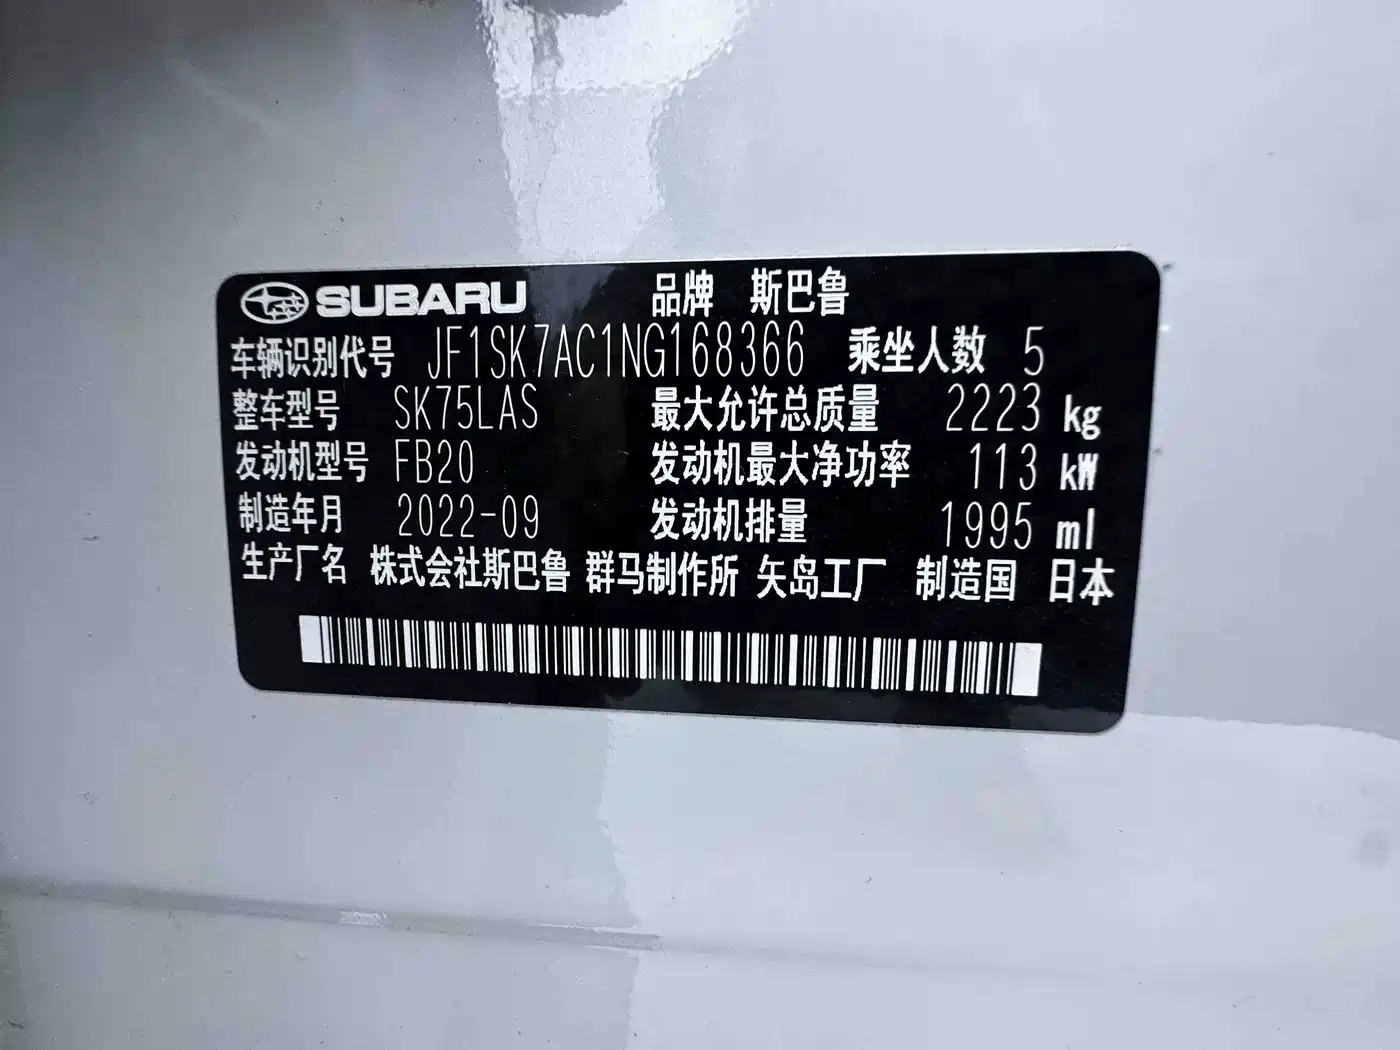 SUBARU 品牌 斯巴鲁
车辆识别代号 JF1SK7AC1NG168366 乘坐人数 5
整车型号 SK75LAS 最大允许总质量 2223 kg
发动机型号 FB20 发动机最大净功率 113 kW
制造年月 2022-09 发动机排量 1995 ml
生产厂名 株式会社斯巴鲁 群马制作所 矢岛工厂 制造国 日本